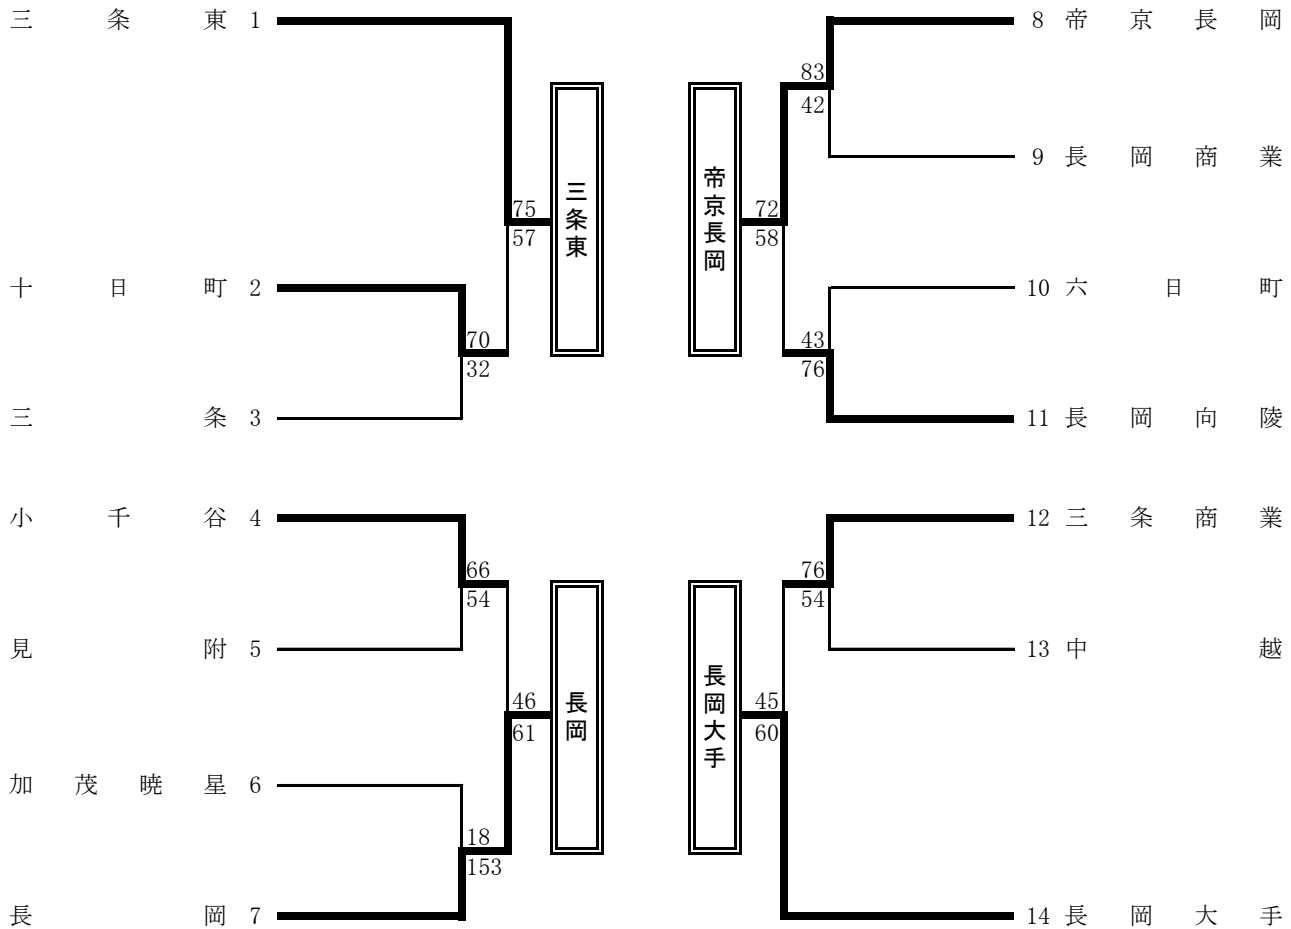 三条東 1
75
57
三条東
十日町 2
70
32
三条 3
小千谷 4
66
54
見附 5
46
61
長岡
加茂暁星 6
18
153
長岡 7
8 帝京長岡
83
42
9 長岡商業
帝京長岡
72
58
10 六日町
43
76
11 長岡向陵
12 三条商業
76
54
13 中越
長岡大手
45
60
14 長岡大手